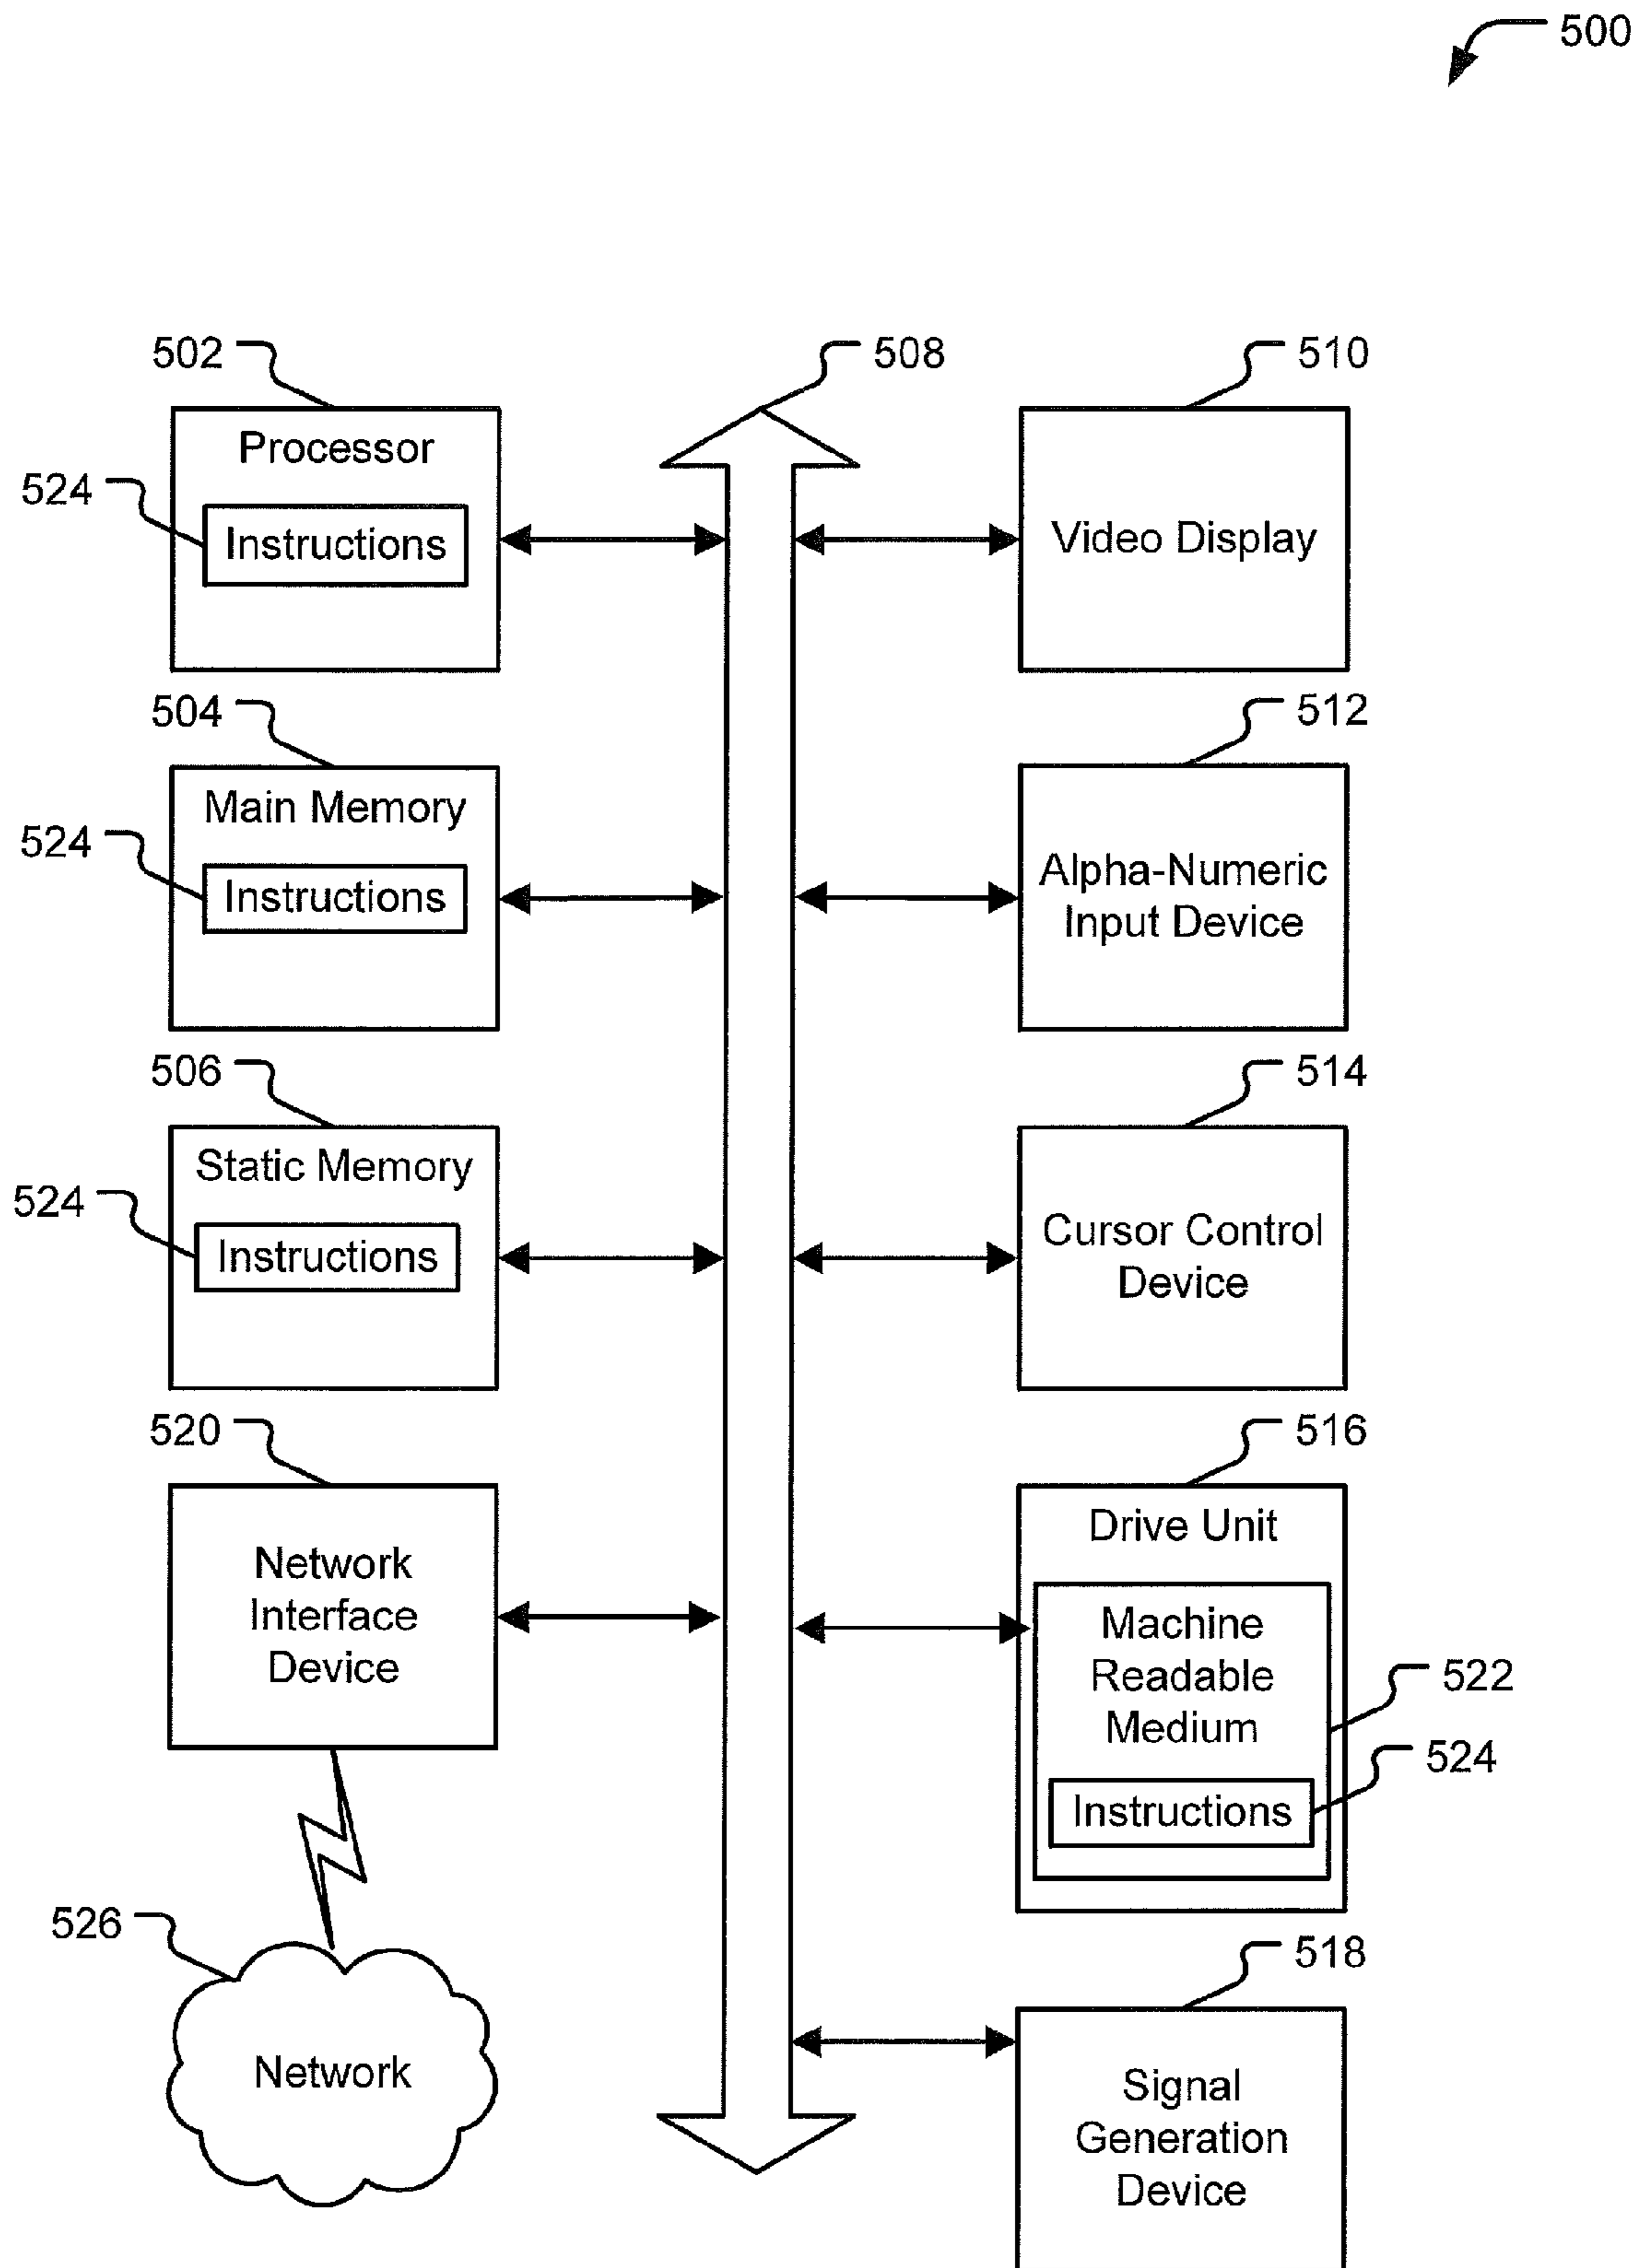 500
502
508
510
Processor
524
Instructions
Video Display
504
512
Main Memory
524
Instructions
Alpha-Numeric
Input Device
506
514
Static Memory
524
Instructions
Cursor Control
Device
520
516
Network
Interface
Device
Drive Unit
Machine
Readable
Medium
522
524
Instructions
526
Network
518
Signal
Generation
Device